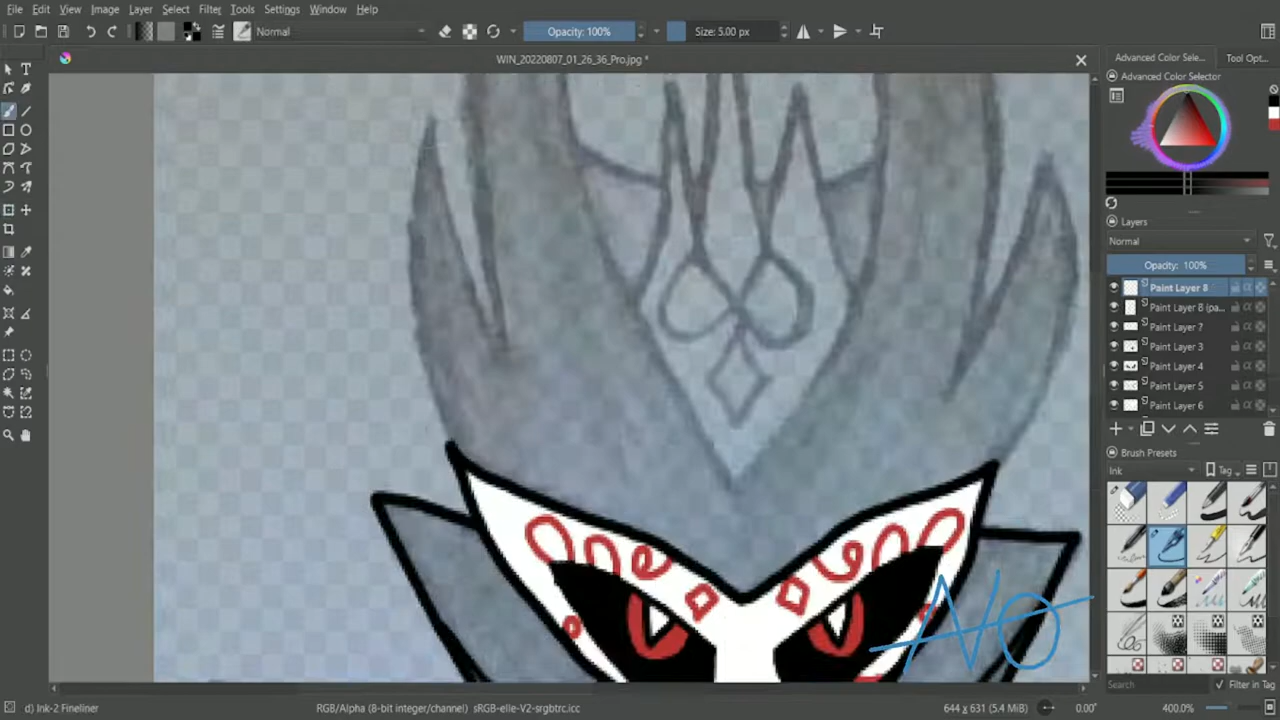 File Edit View Image Layer Select Filter Tools Settings Window Help
Normal Opacity: 100% Size: 5.00 px
WIN_20220807_01_26_36_Pro.jpg *
Advanced Color Sele... Tool Opt...
Advanced Color Selector
Layers
Normal
Opacity: 100%
Paint Layer 8
Paint Layer 8 (pa...
Paint Layer 7
Paint Layer 3
Paint Layer 4
Paint Layer 5
Paint Layer 6
Brush Presets
Ink Tag
Search Filter in Tag
d) Ink-2 Fineliner RGB/Alpha (8-bit integer/channel) sRGB-elle-V2-srgbtrc.icc 644 x 631 (5.4 MiB) 0.00° 400.0%